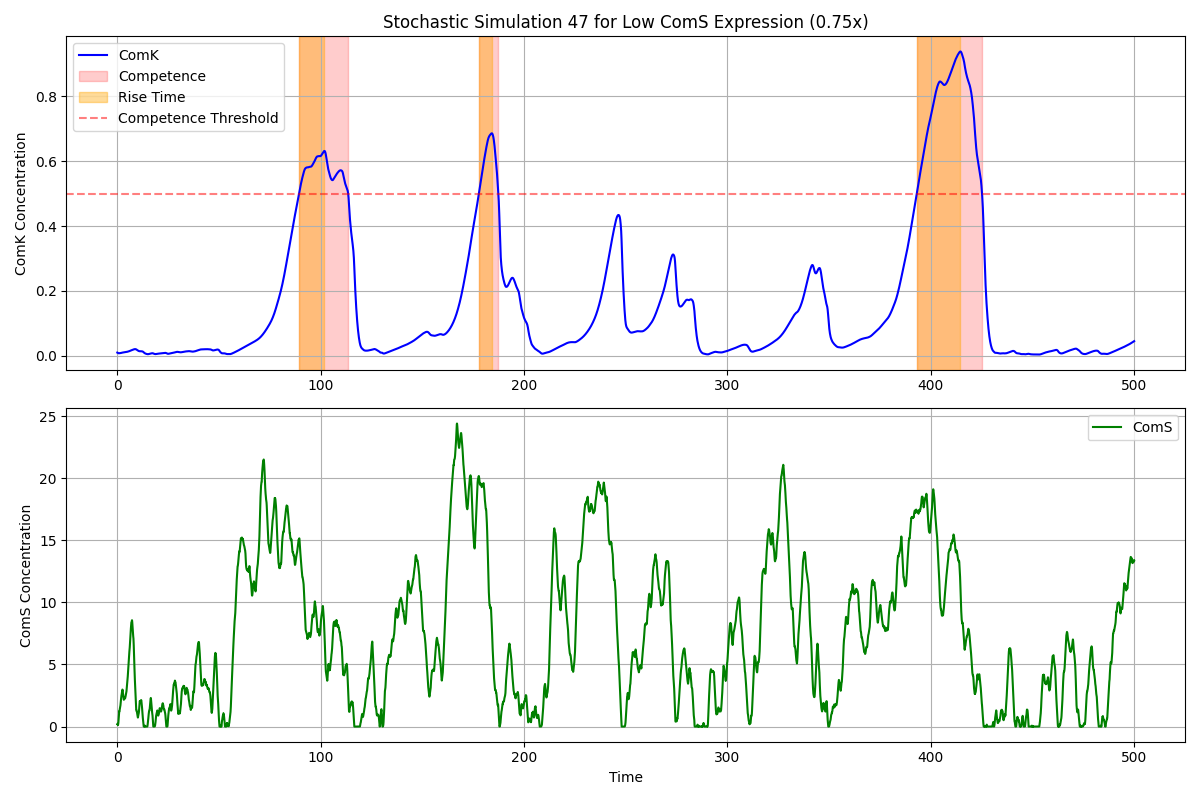 Stochastic Simulation 47 for Low ComS Expression (0.75x)
ComK
Competence
Rise Time
Competence Threshold
ComK Concentration
0.8
0.6
0.4
0.2
0.0
0 100 200 300 400 500
ComS
ComS Concentration
25
20
15
10
5
0
0 100 200 300 400 500
Time